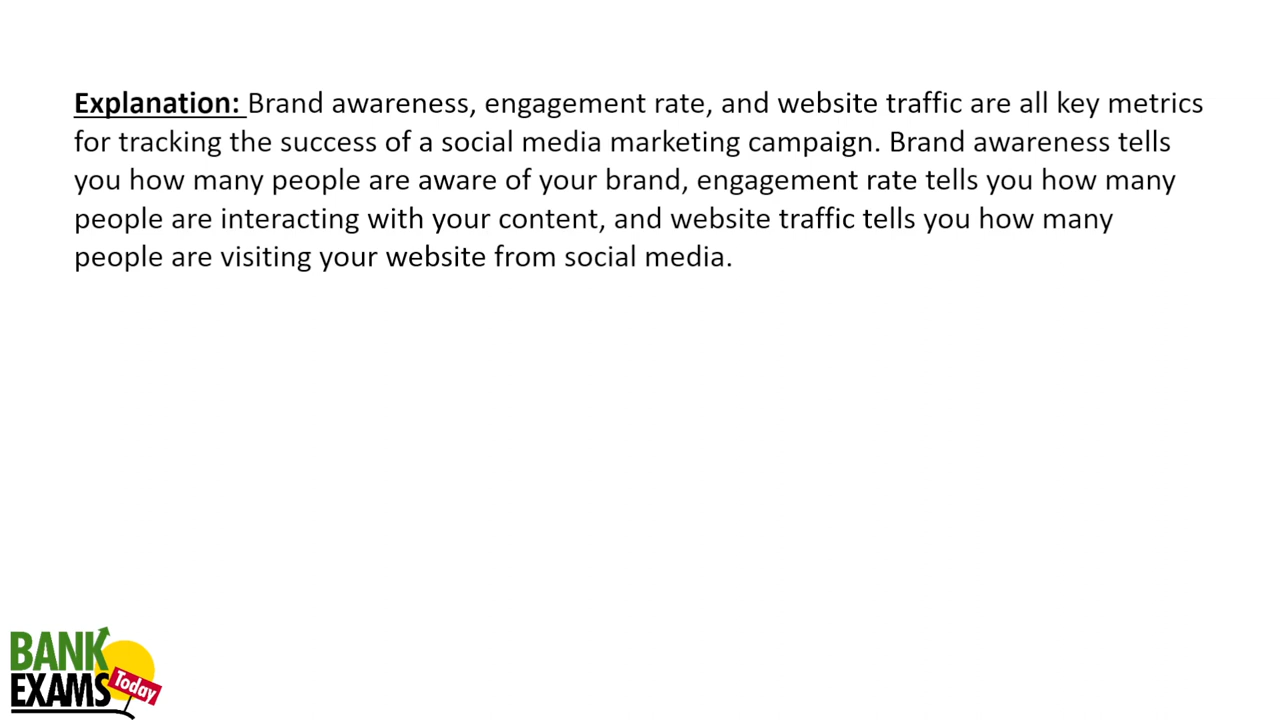 Explanation: Brand awareness, engagement rate, and website traffic are all key metrics
for tracking the success of a social media marketing campaign. Brand awareness tells
you how many people are aware of your brand, engagement rate tells you how many
people are interacting with your content, and website traffic tells you how many
people are visiting your website from social media.
BANK
EXAMS
Today